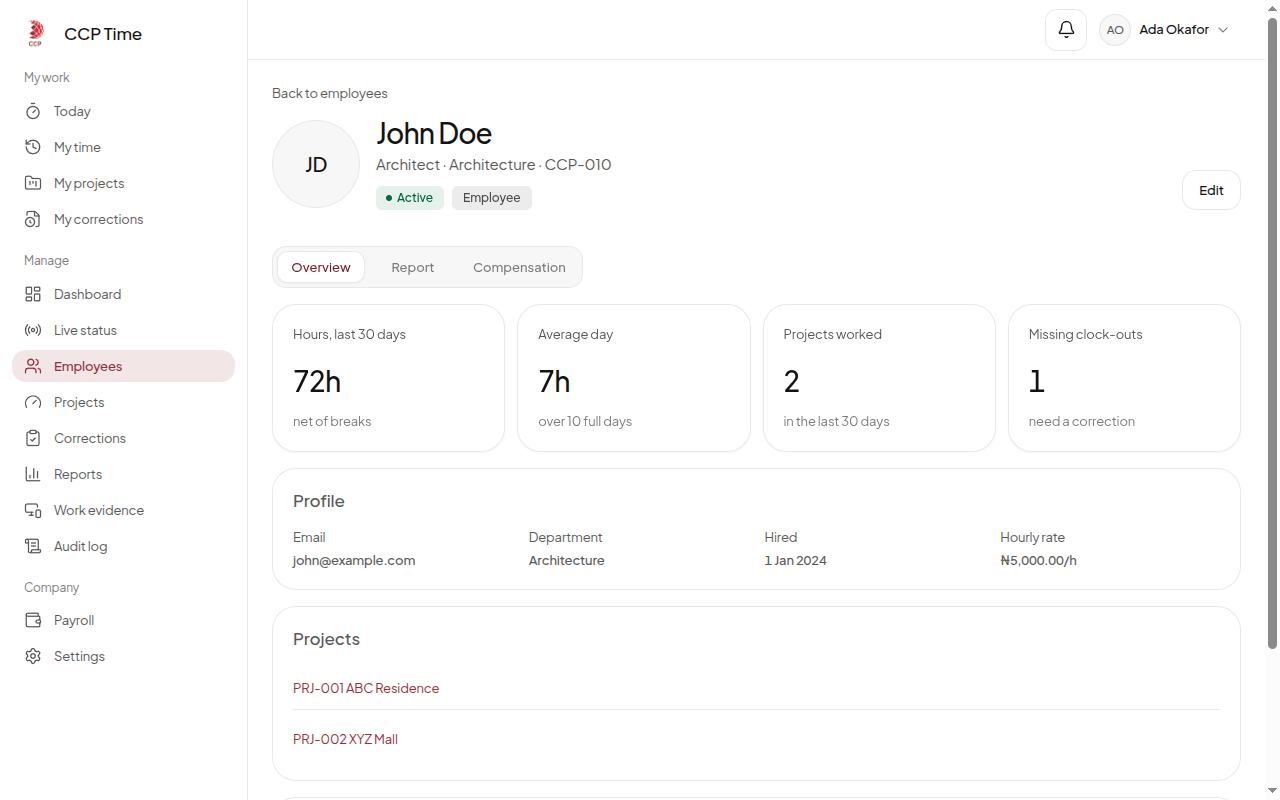 CCP
CCP Time
My work
Today
My time
My projects
My corrections
Manage
Dashboard
Live status
Employees
Projects
Corrections
Reports
Work evidence
Audit log
Company
Payroll
Settings
AO
Ada Okafor
Back to employees
JD
John Doe
Architect · Architecture · CCP-010
Active
Employee
Edit
Overview
Report
Compensation
Hours, last 30 days
72h
net of breaks
Average day
7h
over 10 full days
Projects worked
2
in the last 30 days
Missing clock-outs
1
need a correction
Profile
Email
john@example.com
Department
Architecture
Hired
1 Jan 2024
Hourly rate
₦5,000.00/h
Projects
PRJ-001 ABC Residence
PRJ-002 XYZ Mall